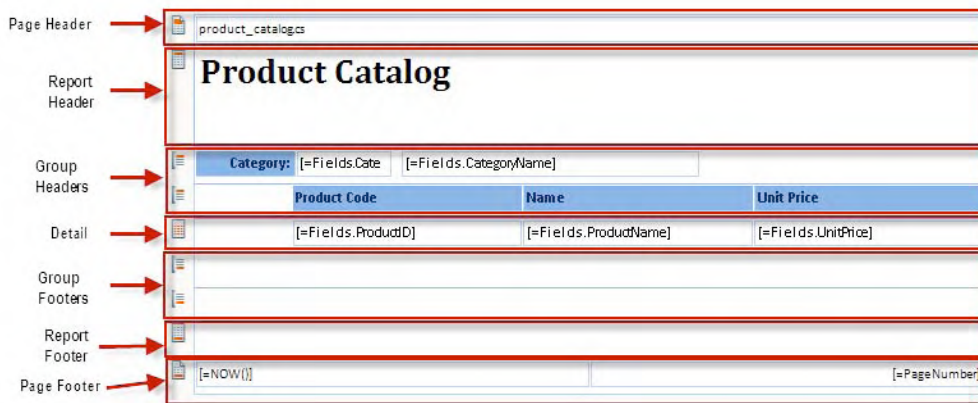 Page Header
product_catalog.cs
Report
Header
Product Catalog
Group
Headers
Category: [=Fields.Cate [=Fields.CategoryName]
Product Code Name Unit Price
Detail
[=Fields.ProductID] [=Fields.ProductName] [=Fields.UnitPrice]
Group
Footers
Report
Footer
Page Footer
[=NOW()] [=PageNumber]